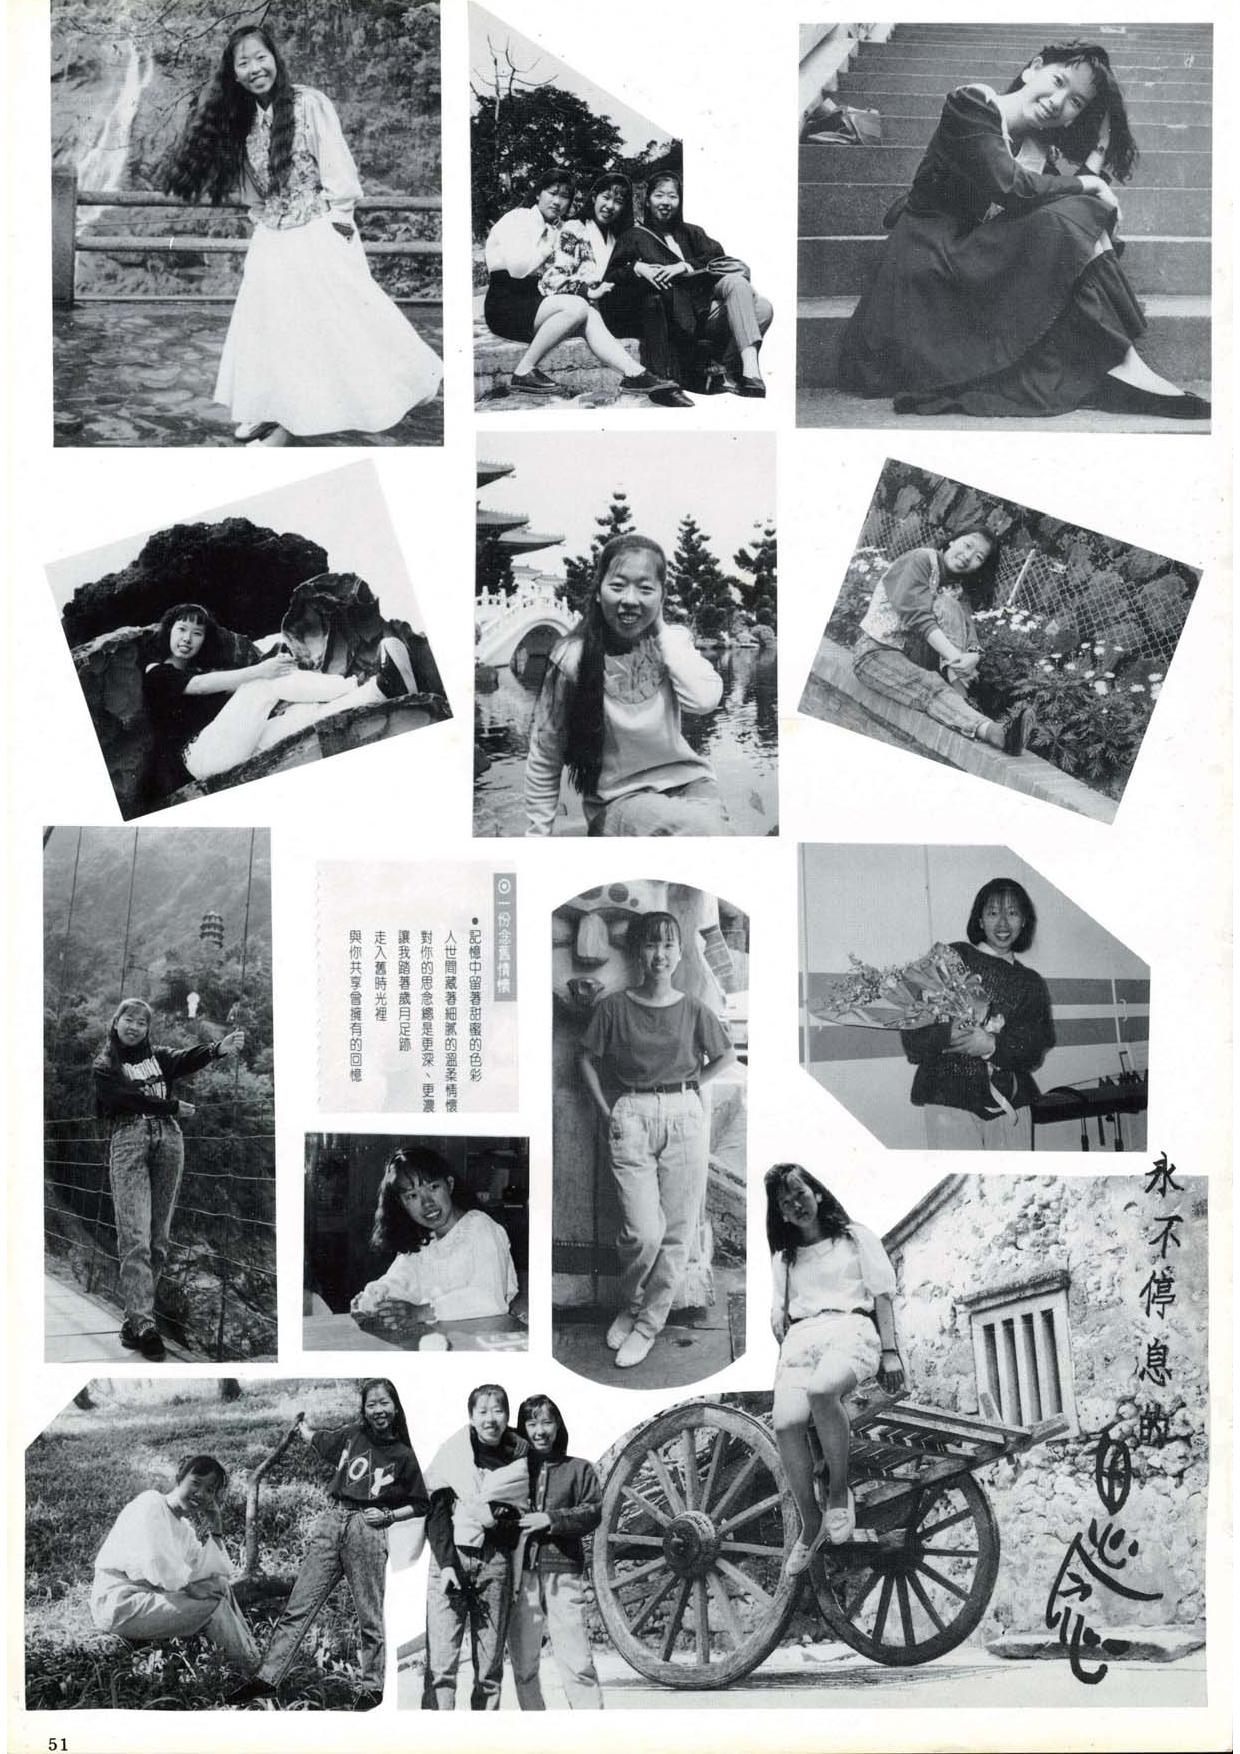 ◎一份念舊情懷
•記憶中留著甜蜜的色彩
人世間藏著細膩的溫柔情懷
對你的思念總是更深、更濃
讓我踏著歲月足跡
走入舊時光裡
與你共享曾擁有的回憶
永不停息的思念
JOY
51